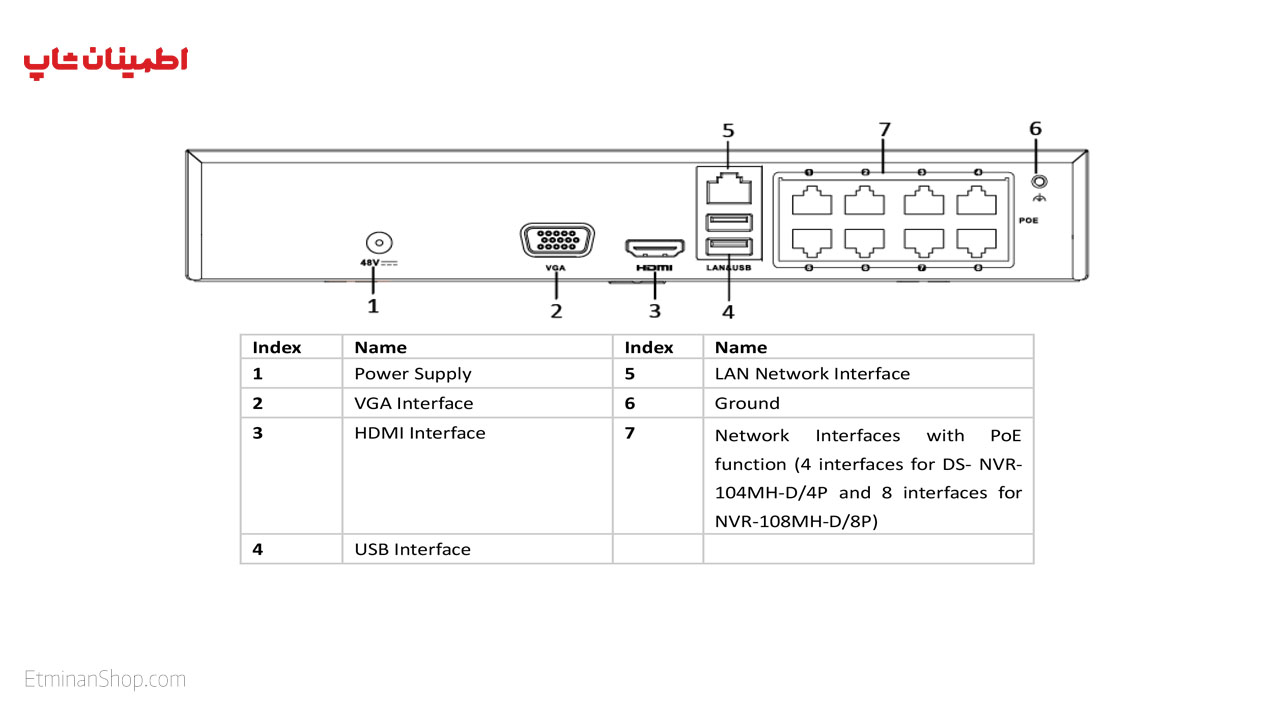 اطمینان شاپ
5 7 6
1 2 3 4
POE
48V
VGA
HDMI
LAN&USB
5 6 7 8
1 2 3 4
Index Name Index Name
1 Power Supply 5 LAN Network Interface
2 VGA Interface 6 Ground
3 HDMI Interface 7 Network Interfaces with PoE
function (4 interfaces for DS- NVR-
104MH-D/4P and 8 interfaces for
NVR-108MH-D/8P)
4 USB Interface
EtminanShop.com